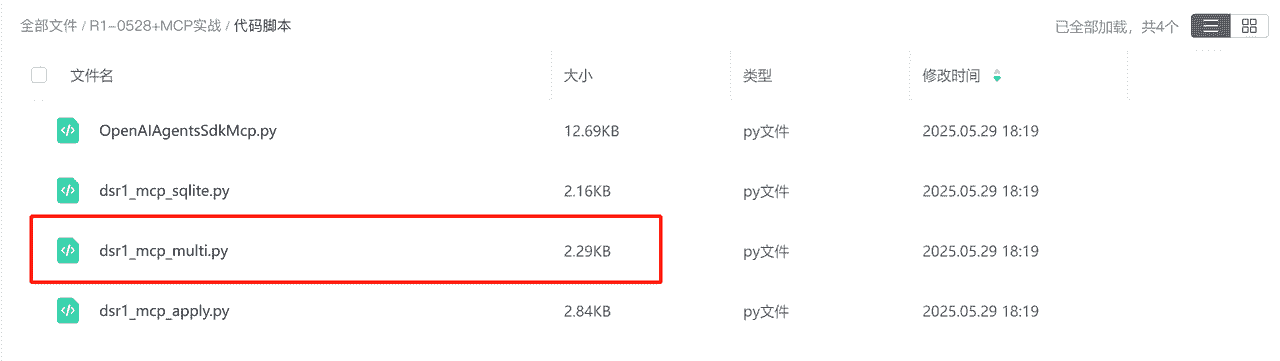 全部文件 / R1-0528+MCP实战 / 代码脚本 已全部加载，共4个
文件名 大小 类型 修改时间
OpenAIAgentsSdkMcp.py 12.69KB py文件 2025.05.29 18:19
dsr1_mcp_sqlite.py 2.16KB py文件 2025.05.29 18:19
dsr1_mcp_multi.py 2.29KB py文件 2025.05.29 18:19
dsr1_mcp_apply.py 2.84KB py文件 2025.05.29 18:19